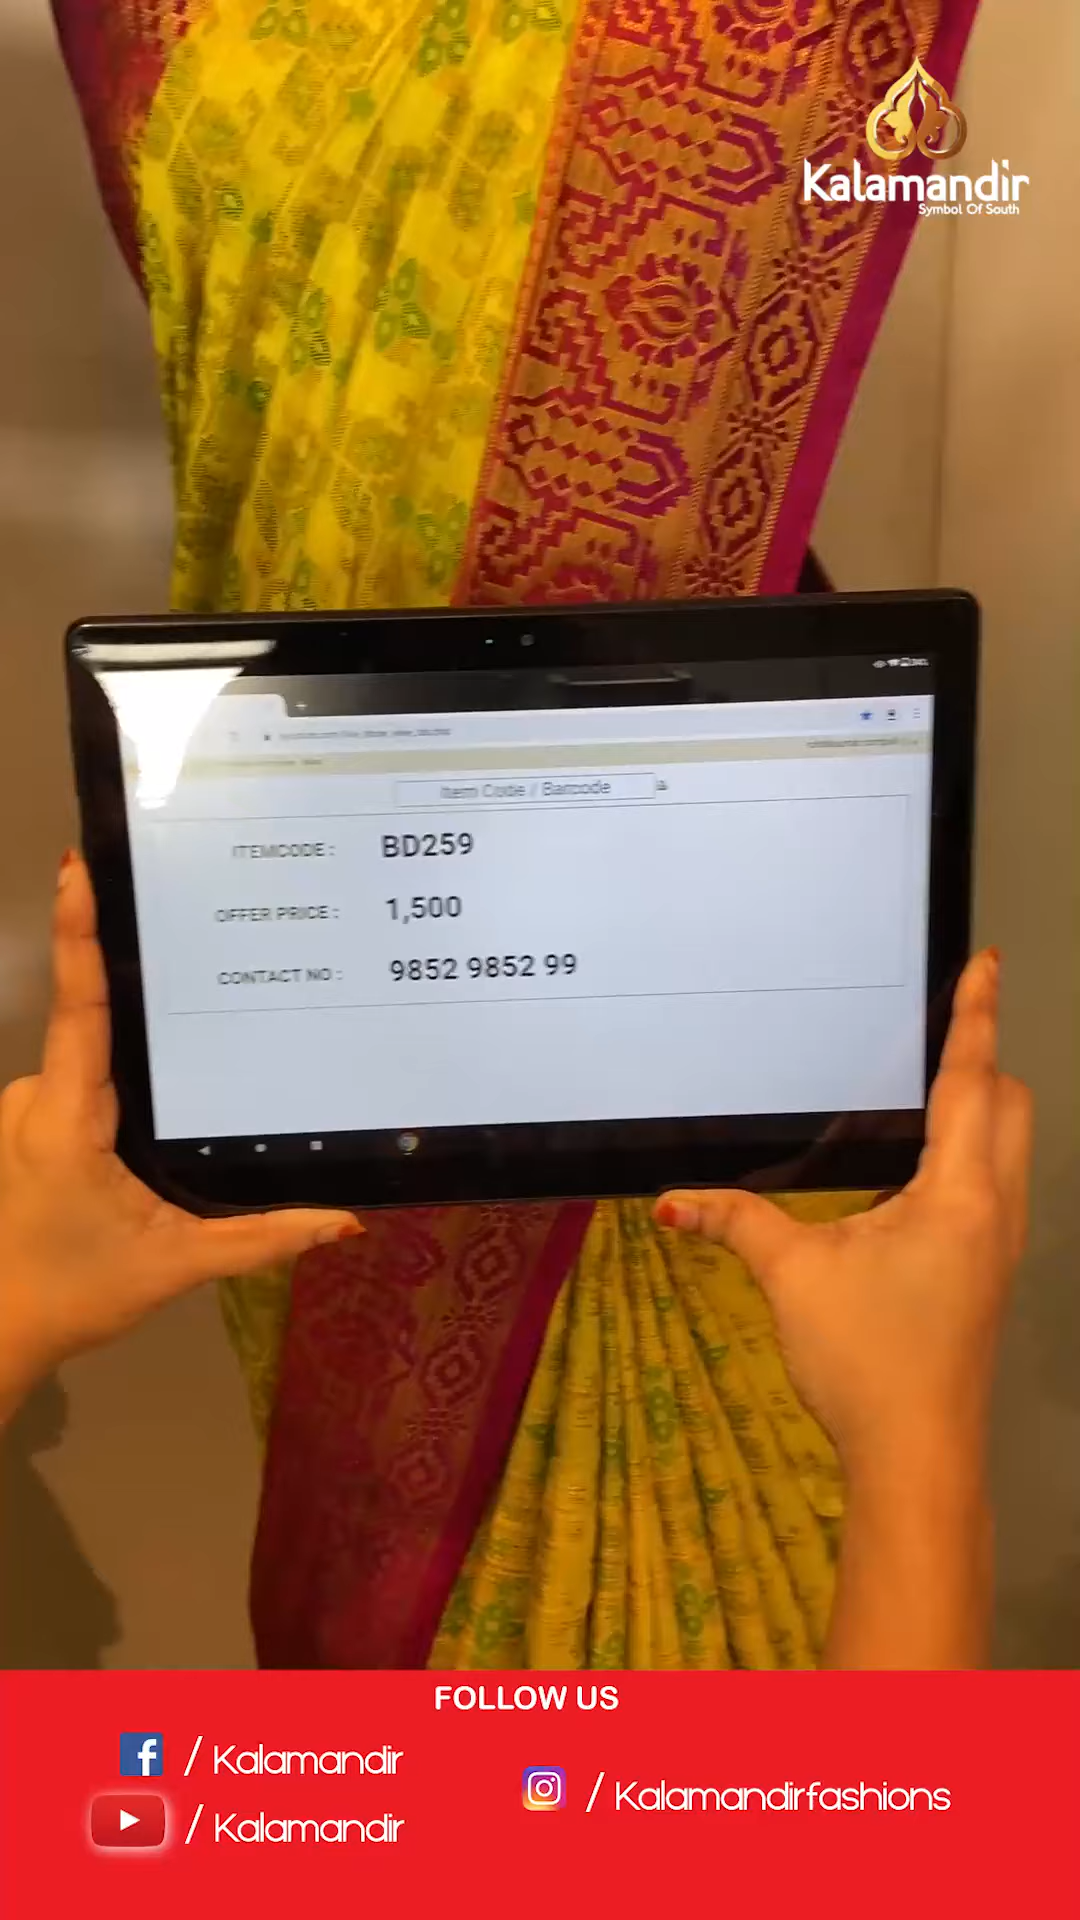 Kalamandir
Symbol Of South
Item Code / Barcode
ITEMCODE : BD259
OFFER PRICE : 1,500
CONTACT NO : 9852 9852 99
FOLLOW US
/ Kalamandir
/ Kalamandirfashions
/ Kalamandir